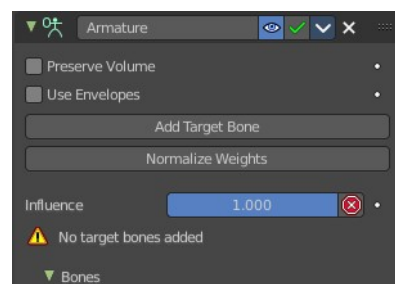 Armature
Preserve Volume
Use Envelopes
Add Target Bone
Normalize Weights
Influence 1.000
No target bones added
Bones